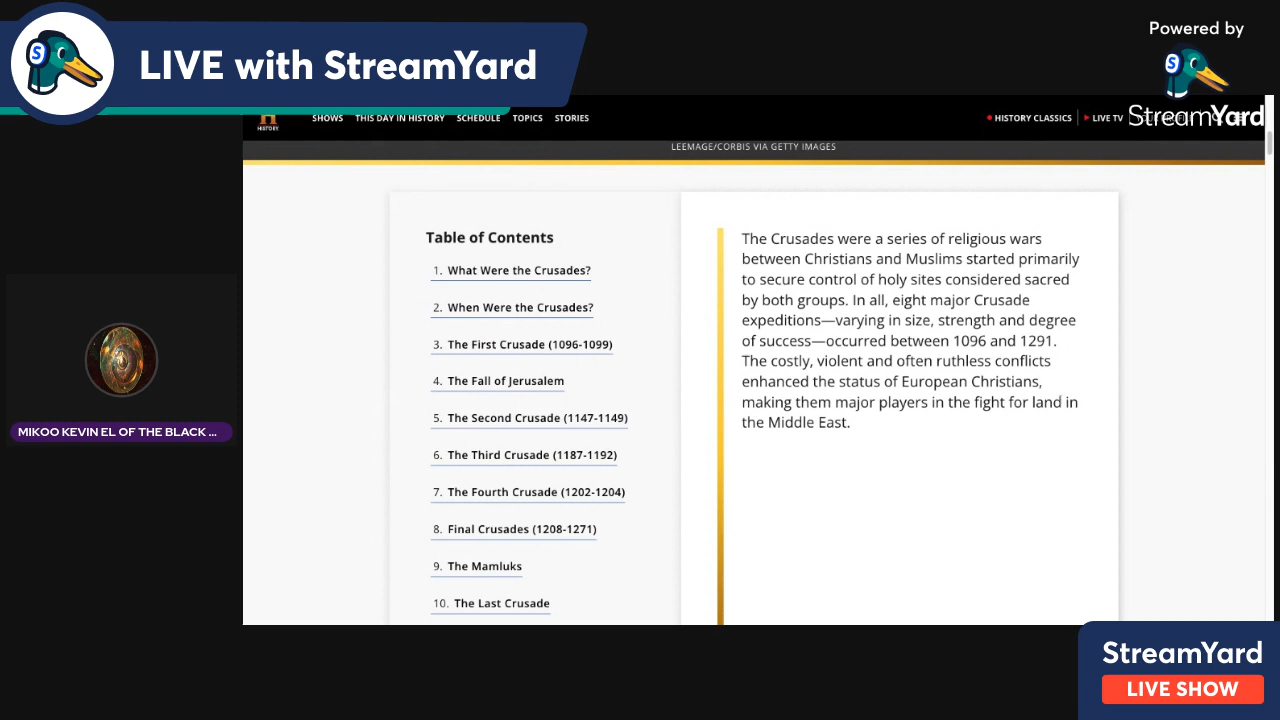 LIVE with StreamYard
Powered by
StreamYard
HISTORY
SHOWS THIS DAY IN HISTORY SCHEDULE TOPICS STORIES
HISTORY CLASSICS LIVE TV
LEEMAGE/CORBIS VIA GETTY IMAGES
Table of Contents
1. What Were the Crusades?
2. When Were the Crusades?
3. The First Crusade (1096-1099)
4. The Fall of Jerusalem
5. The Second Crusade (1147-1149)
6. The Third Crusade (1187-1192)
7. The Fourth Crusade (1202-1204)
8. Final Crusades (1208-1271)
9. The Mamluks
10. The Last Crusade
The Crusades were a series of religious wars
between Christians and Muslims started primarily
to secure control of holy sites considered sacred
by both groups. In all, eight major Crusade
expeditions—varying in size, strength and degree
of success—occurred between 1096 and 1291.
The costly, violent and often ruthless conflicts
enhanced the status of European Christians,
making them major players in the fight for land in
the Middle East.
MIKOO KEVIN EL OF THE BLACK ...
StreamYard
LIVE SHOW